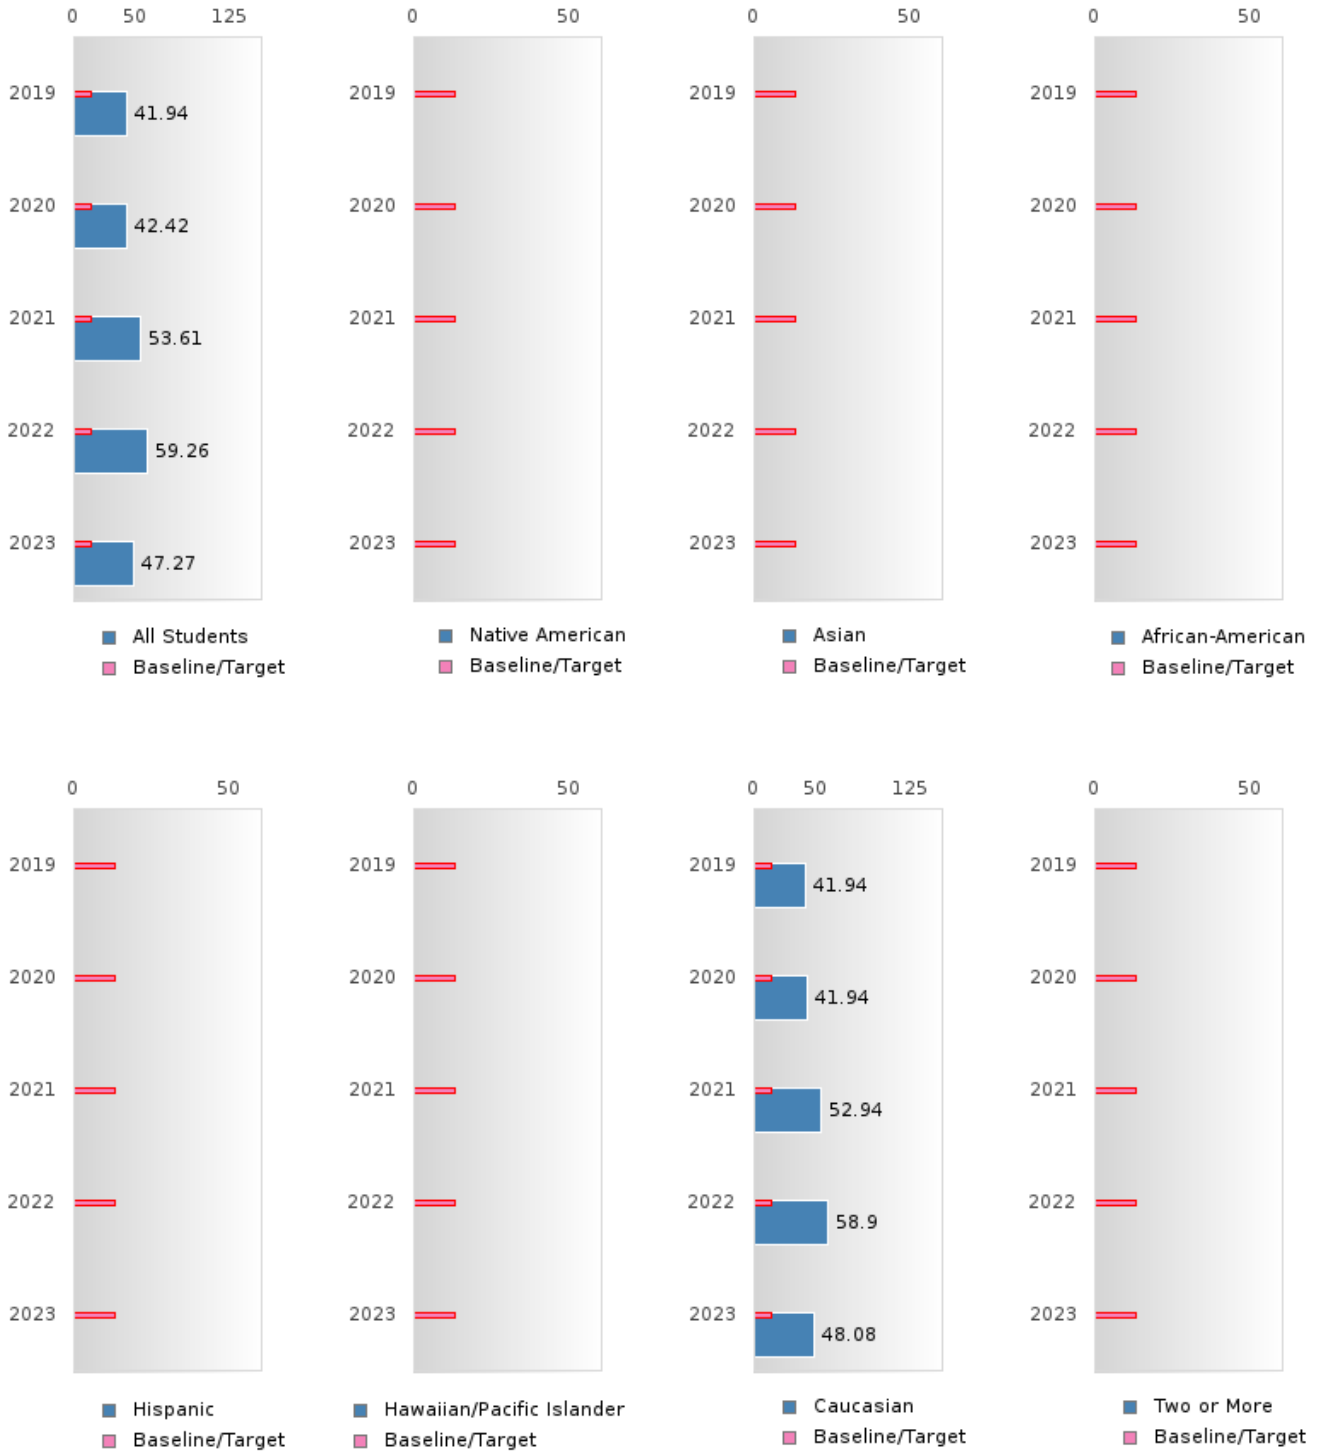 0 50 125
2019 41.94
2020 42.42
2021 53.61
2022 59.26
2023 47.27
All Students
Baseline/Target
0 50
2019
2020
2021
2022
2023
Native American
Baseline/Target
0 50
2019
2020
2021
2022
2023
Asian
Baseline/Target
0 50
2019
2020
2021
2022
2023
African-American
Baseline/Target
0 50
2019
2020
2021
2022
2023
Hispanic
Baseline/Target
0 50
2019
2020
2021
2022
2023
Hawaiian/Pacific Islander
Baseline/Target
0 50 125
2019 41.94
2020 41.94
2021 52.94
2022 58.9
2023 48.08
Caucasian
Baseline/Target
0 50
2019
2020
2021
2022
2023
Two or More
Baseline/Target